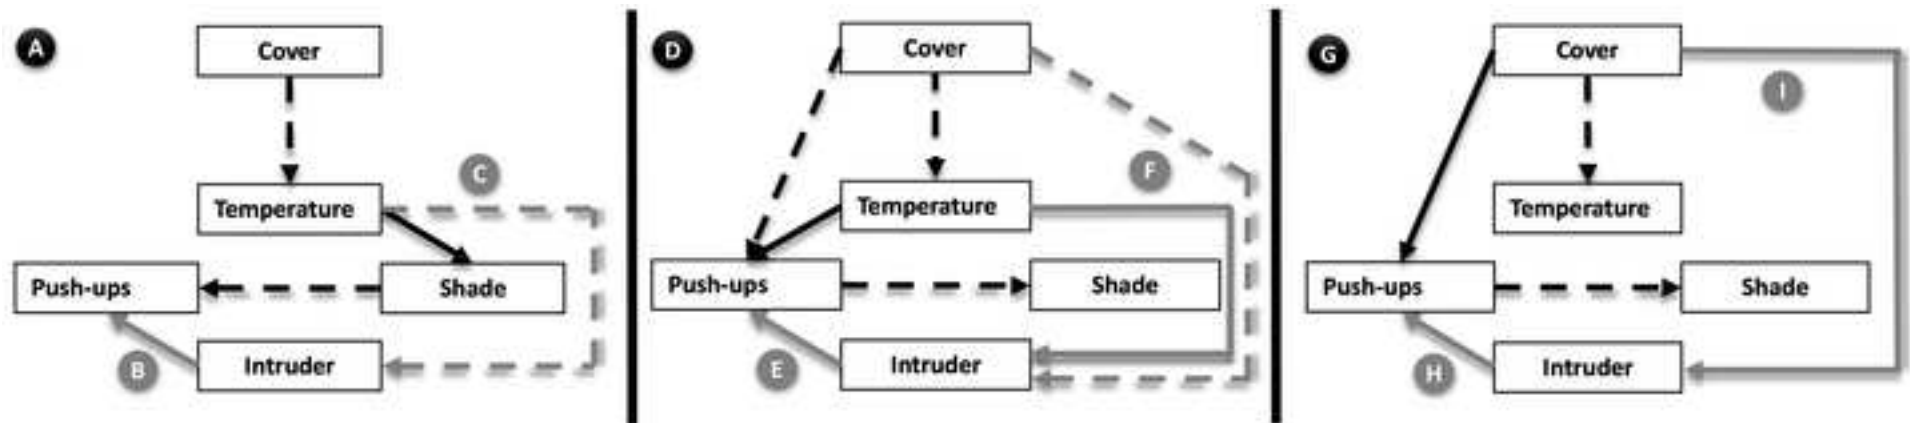 A
Cover
Temperature
C
Push-ups
Shade
B
Intruder
D
Cover
F
Temperature
Push-ups
Shade
E
Intruder
G
Cover
I
Temperature
Push-ups
Shade
H
Intruder